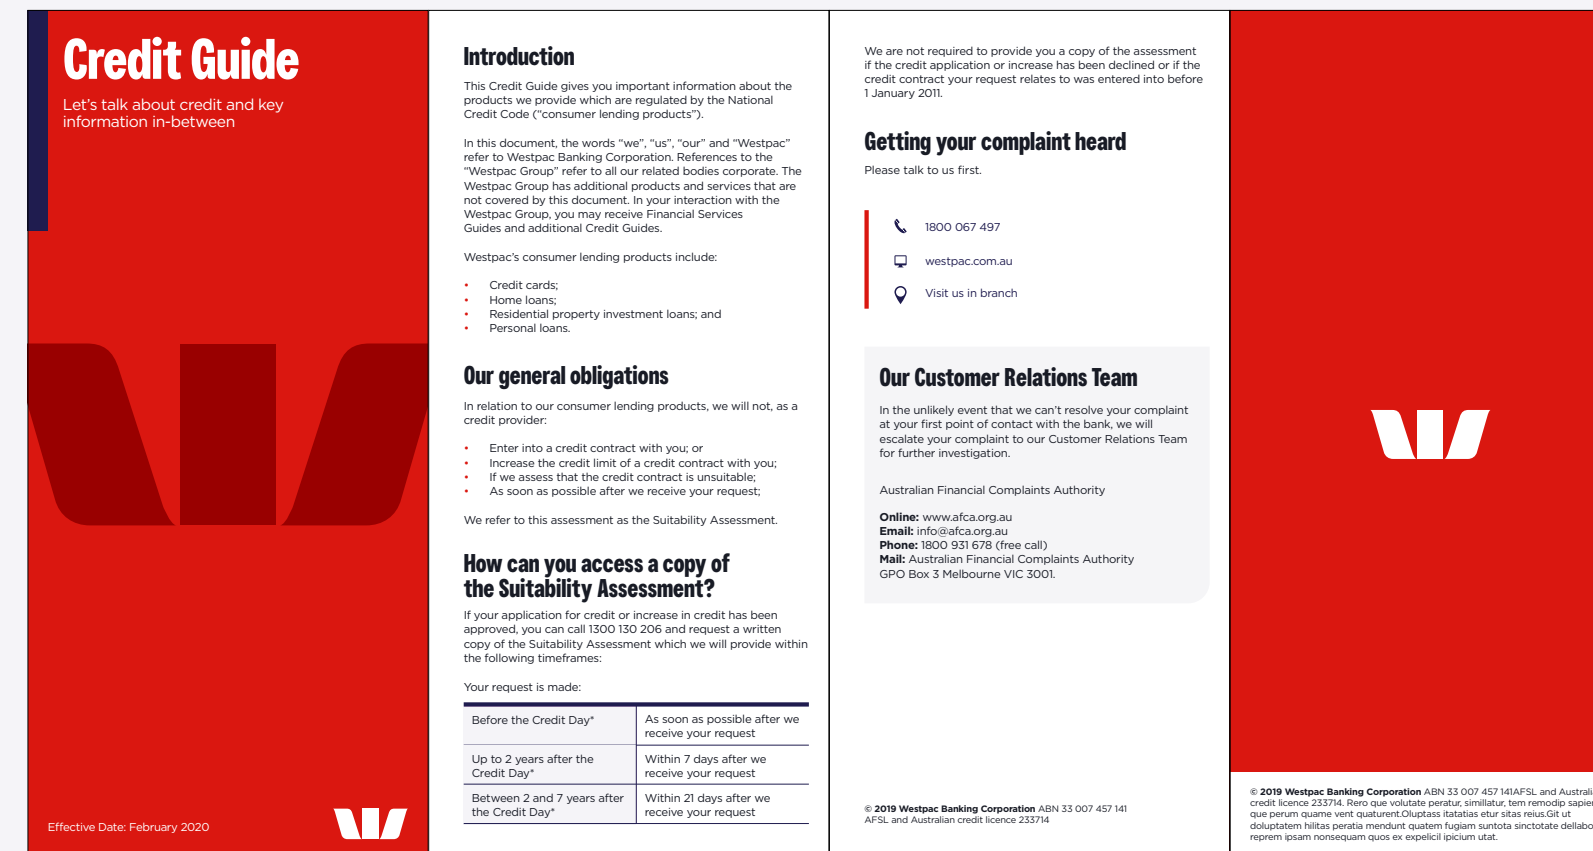 Credit Guide
Let's talk about credit and key
information in-between
Effective Date: February 2020
Introduction
This Credit Guide gives you important information about the
products we provide which are regulated by the National
Credit Code (“consumer lending products”).
In this document, the words “we”, “us”, “our” and “Westpac”
refer to Westpac Banking Corporation. References to the
“Westpac Group” refer to all our related bodies corporate. The
Westpac Group has additional products and services that are
not covered by this document. In your interaction with the
Westpac Group, you may receive Financial Services
Guides and additional Credit Guides.
Westpac’s consumer lending products include:
• Credit cards;
• Home loans;
• Residential property investment loans; and
• Personal loans.
Our general obligations
In relation to our consumer lending products, we will not, as a
credit provider:
• Enter into a credit contract with you; or
• Increase the credit limit of a credit contract with you;
• If we assess that the credit contract is unsuitable;
• As soon as possible after we receive your request;
We refer to this assessment as the Suitability Assessment.
How can you access a copy of
the Suitability Assessment?
If your application for credit or increase in credit has been
approved, you can call 1300 130 206 and request a written
copy of the Suitability Assessment which we will provide within
the following timeframes:
Your request is made:
Before the Credit Day*
As soon as possible after we
receive your request
Up to 2 years after the
Credit Day*
Within 7 days after we
receive your request
Between 2 and 7 years after
the Credit Day*
Within 21 days after we
receive your request
We are not required to provide you a copy of the assessment
if the credit application or increase has been declined or if the
credit contract your request relates to was entered into before
1 January 2011.
Getting your complaint heard
Please talk to us first.
1800 067 497
westpac.com.au
Visit us in branch
Our Customer Relations Team
In the unlikely event that we can’t resolve your complaint
at your first point of contact with the bank, we will
escalate your complaint to our Customer Relations Team
for further investigation.
Australian Financial Complaints Authority
Online: www.afca.org.au
Email: info@afca.org.au
Phone: 1800 931 678 (free call)
Mail: Australian Financial Complaints Authority
GPO Box 3 Melbourne VIC 3001.
© 2019 Westpac Banking Corporation ABN 33 007 457 141
AFSL and Australian credit licence 233714
© 2019 Westpac Banking Corporation ABN 33 007 457 141AFSL and Australi
credit licence 233714. Rero que volutate peratur, simillatur, tem remodip sapie
que perum quame vent quaturent.Oluptass itatatias etur sitas reius.Git ut
doluptatem hilitas peratia mendunt quatem fugiam suntota sinctotate dellabo
reprem ipsam nonsequam quos ex expelicil ipicium utat.